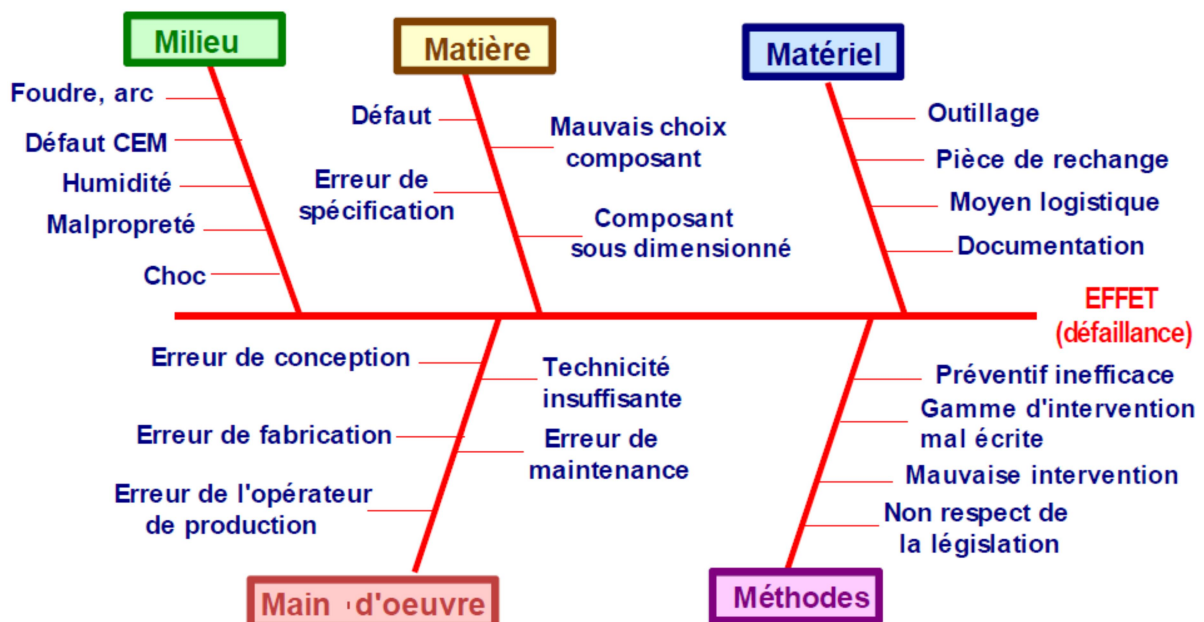 Milieu
Foudre, arc
Défaut CEM
Humidité
Malpropreté
Choc
Matière
Défaut
Mauvais choix
composant
Erreur de
spécification
Composant
sous dimensionné
Matériel
Outillage
Pièce de rechange
Moyen logistique
Documentation
EFFET
(défaillance)
Erreur de conception
Technicité
insuffisante
Erreur de fabrication
Erreur de
maintenance
Erreur de l'opérateur
de production
Main d'oeuvre
Préventif inefficace
Gamme d'intervention
mal écrite
Mauvaise intervention
Non respect de
la législation
Méthodes